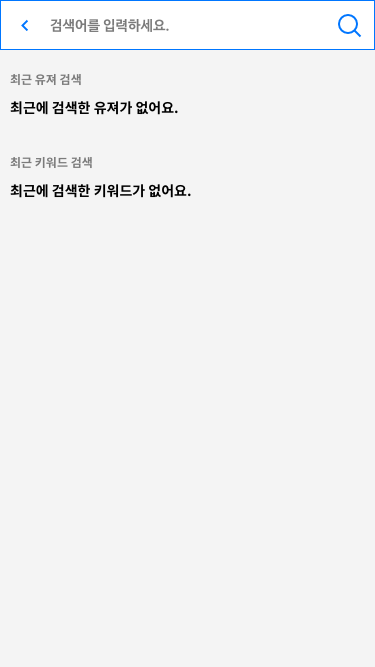 검색어를 입력하세요.
최근 유져 검색
최근에 검색한 유져가 없어요.
최근 키워드 검색
최근에 검색한 키워드가 없어요.